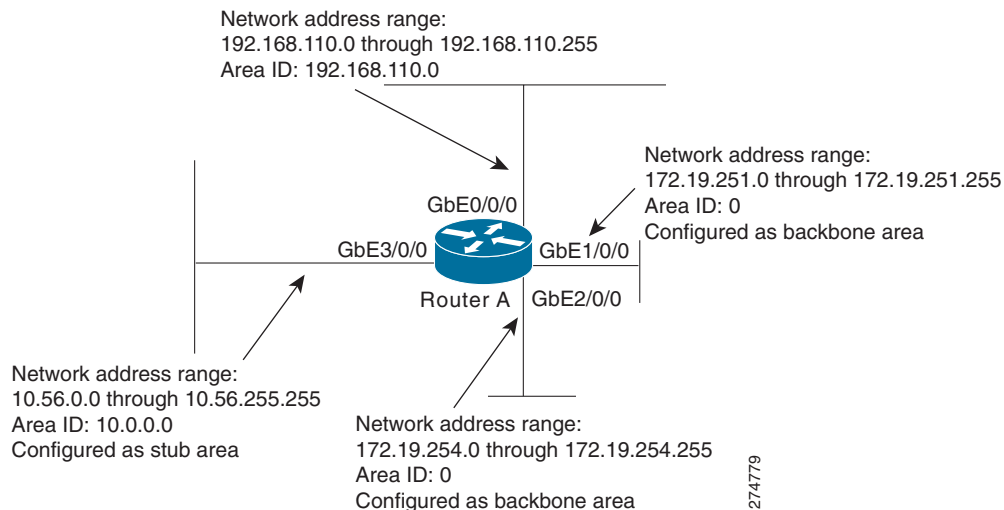 Network address range:
192.168.110.0 through 192.168.110.255
Area ID: 192.168.110.0
Network address range:
172.19.251.0 through 172.19.251.255
Area ID: 0
Configured as backbone area
GbE0/0/0
GbE3/0/0
GbE1/0/0
Router A
GbE2/0/0
Network address range:
10.56.0.0 through 10.56.255.255
Area ID: 10.0.0.0
Configured as stub area
Network address range:
172.19.254.0 through 172.19.254.255
Area ID: 0
Configured as backbone area
274779